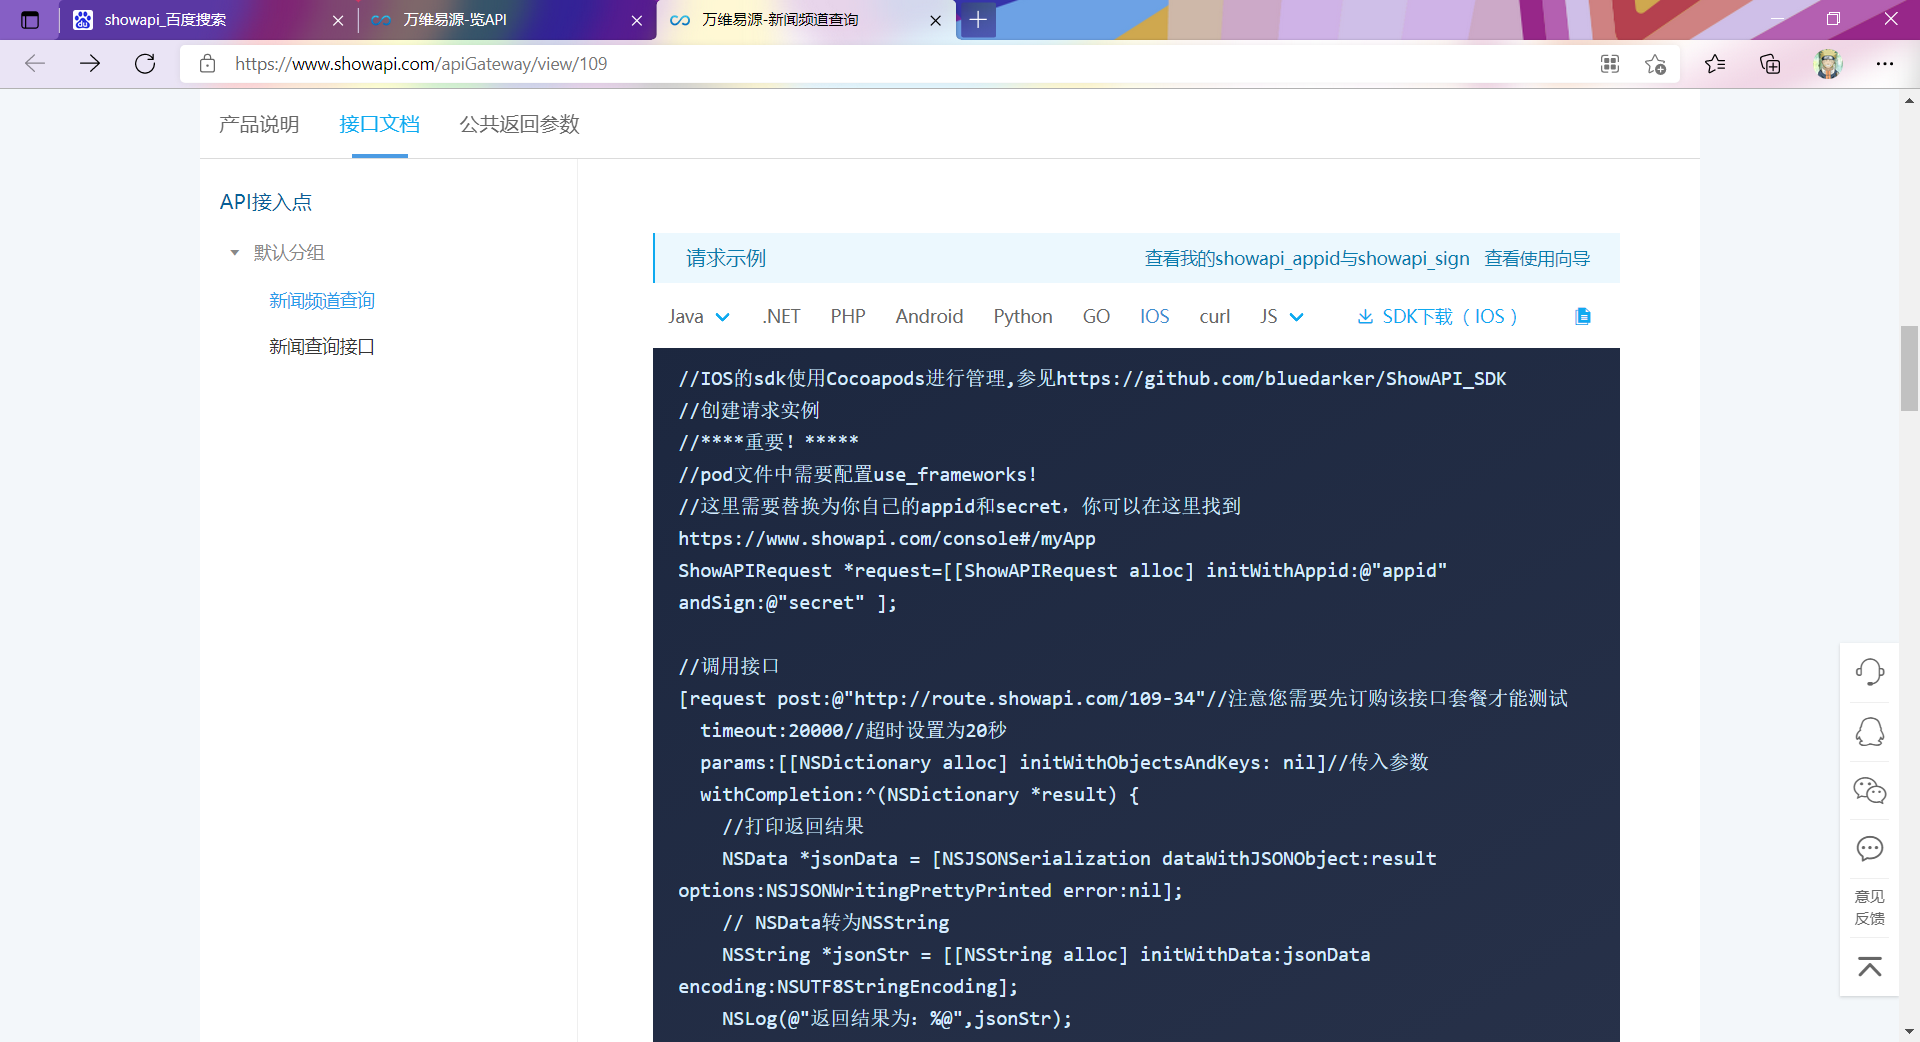 showapi_百度搜索
万维易源-览API
万维易源-新闻频道查询
https://www.showapi.com/apiGateway/view/109
产品说明
接口文档
公共返回参数
API接入点
默认分组
新闻频道查询
新闻查询接口
请求示例
查看我的showapi_appid与showapi_sign
查看使用向导
Java .NET PHP Android Python GO IOS curl JS
SDK下载（IOS）
//IOS的sdk使用Cocoapods进行管理,参见https://github.com/bluedarker/ShowAPI_SDK
//创建请求实例
//****重要! *****
//pod文件中需要配置use_frameworks!
//这里需要替换为你自己的appid和secret，你可以在这里找到
https://www.showapi.com/console#/myApp
ShowAPIRequest *request=[[ShowAPIRequest alloc] initWithAppid:@"appid"
andSign:@"secret" ];
//调用接口
[request post:@"http://route.showapi.com/109-34"//注意您需要先订购该接口套餐才能测试
timeout:20000//超时设置为20秒
params:[[NSDictionary alloc] initWithObjectsAndKeys: nil]//传入参数
withCompletion:^(NSDictionary *result) {
//打印返回结果
NSData *jsonData = [NSJSONSerialization dataWithJSONObject:result
options:NSJSONWritingPrettyPrinted error:nil];
// NSData转为NSString
NSString *jsonStr = [[NSString alloc] initWithData:jsonData
encoding:NSUTF8StringEncoding];
NSLog(@"返回结果为：%@",jsonStr);
意见
反馈